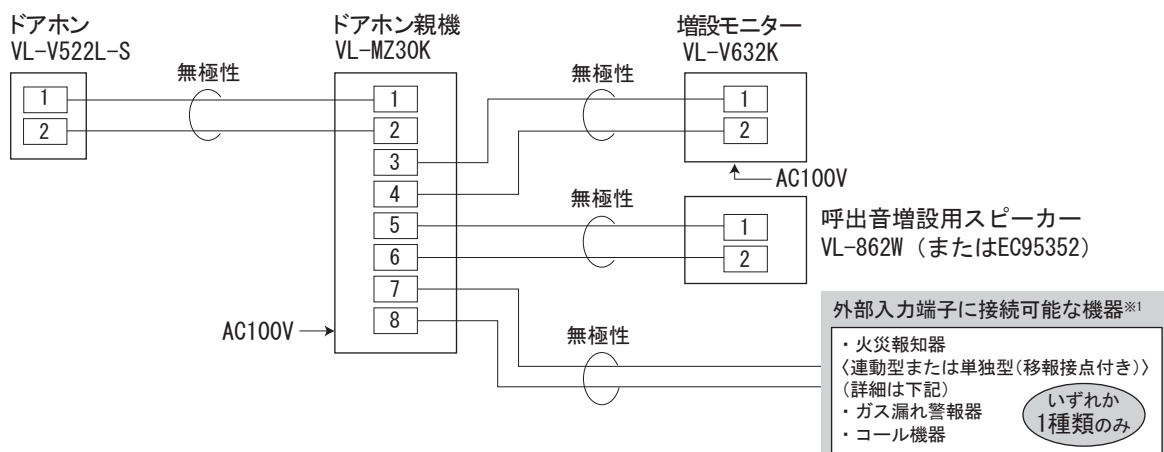 ドアホン
VL-V522L-S
1
2
無極性
ドアホン親機
VL-MZ30K
1
2
3
4
5
6
7
8
AC100V
無極性
増設モニター
VL-V632K
1
2
AC100V
無極性
1
2
呼出音増設用スピーカー
VL-862W（またはEC95352）
無極性
外部入力端子に接続可能な機器※1
・火災報知器
〈連動型または単独型(移報接点付き)〉
(詳細は下記)
・ガス漏れ警報器
・コール機器
いずれか
1種類のみ